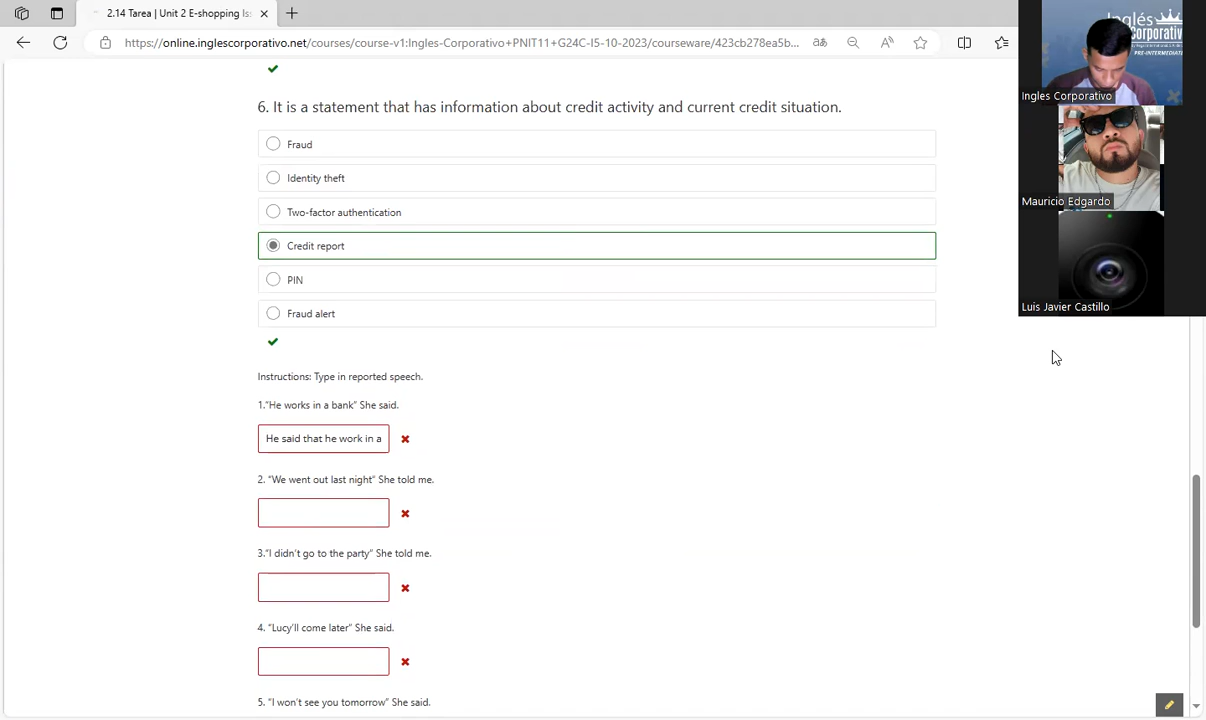 2.14 Tarea | Unit 2 E-shopping Is:
https://online.inglescorporativo.net/courses/course-v1:Ingles-Corporativo+PNIT11+G24C-I5-10-2023/courseware/423cb278ea5b...
6. It is a statement that has information about credit activity and current credit situation.
Fraud
Identity theft
Two-factor authentication
Credit report
PIN
Fraud alert
Instructions: Type in reported speech.
1."He works in a bank" She said.
He said that he work in a
2. "We went out last night" She told me.
3."I didn't go to the party" She told me.
4. "Lucy'll come later" She said.
5. "I won't see you tomorrow" She said.
Inglés
Corporativo
PRE-INTERMEDIATE
Ingles Corporativo
Mauricio Edgardo
Luis Javier Castillo